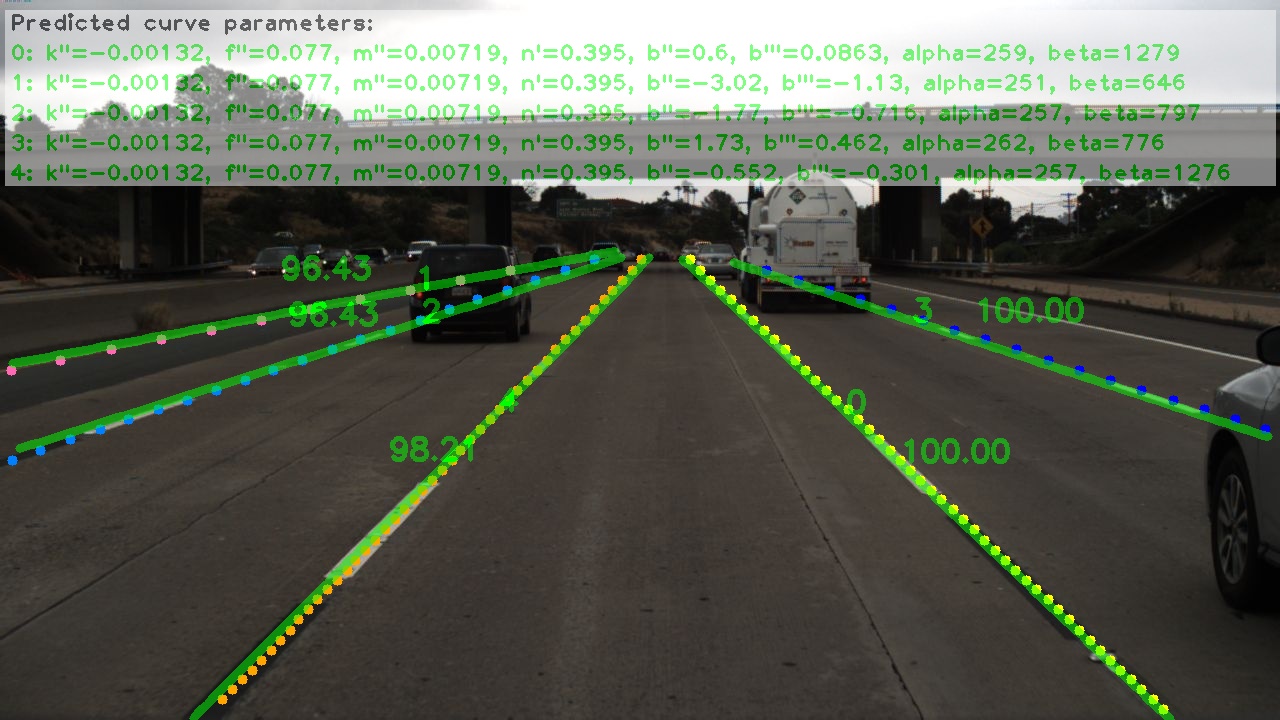 Predicted curve parameters:
0: k''=-0.00132, f''=0.077, m''=0.00719, n'=0.395, b''=0.6, b'''=0.0863, alpha=259, beta=1279
1: k''=-0.00132, f''=0.077, m''=0.00719, n'=0.395, b''=-3.02, b'''=-1.13, alpha=251, beta=646
2: k''=-0.00132, f''=0.077, m''=0.00719, n'=0.395, b''=-1.77, b'''=-0.716, alpha=257, beta=797
3: k''=-0.00132, f''=0.077, m''=0.00719, n'=0.395, b''=1.73, b'''=0.462, alpha=262, beta=776
4: k''=-0.00132, f''=0.077, m''=0.00719, n'=0.395, b''=-0.552, b'''=-0.301, alpha=257, beta=1276
96.43 1
96.43 2
3 100.00
4
0
98.21
100.00